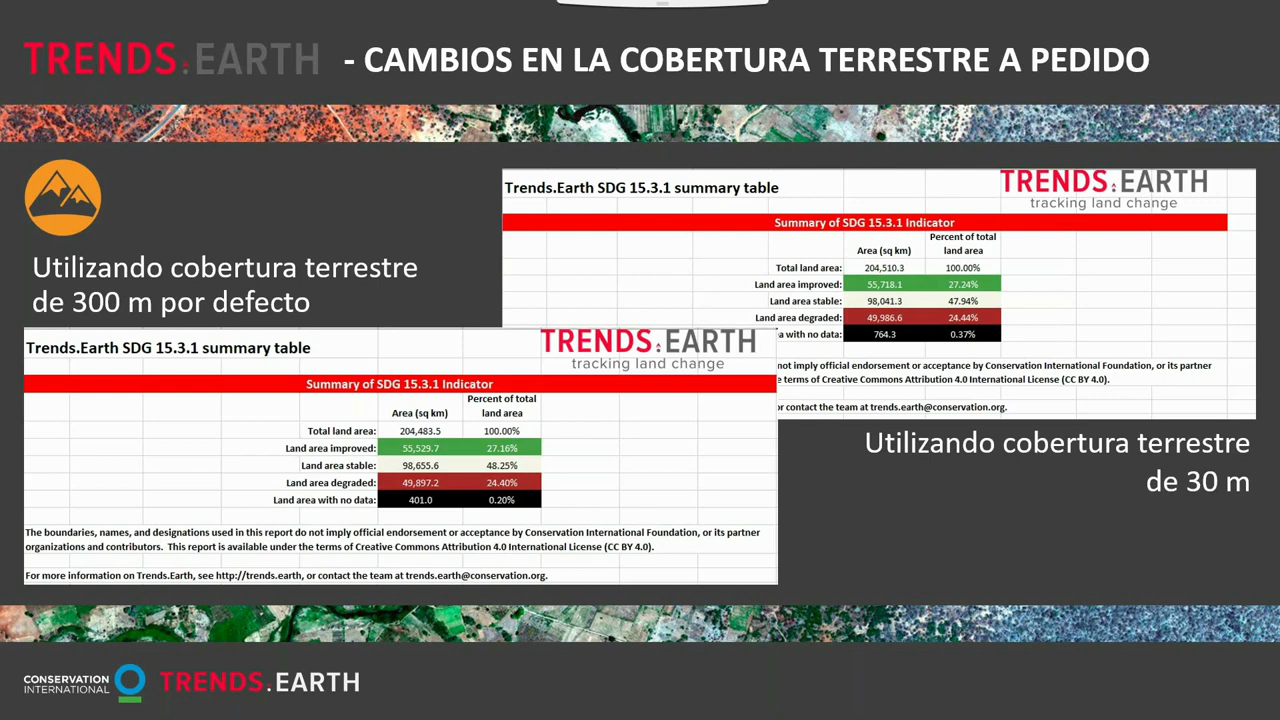 TRENDS.EARTH - CAMBIOS EN LA COBERTURA TERRESTRE A PEDIDO
Utilizando cobertura terrestre
de 300 m por defecto
Trends.Earth SDG 15.3.1 summary table
TRENDS.EARTH
tracking land change
Summary of SDG 15.3.1 Indicator
Area (sq km) Percent of total land area
Total land area: 204,483.5 100.00%
Land area improved: 55,529.7 27.16%
Land area stable: 98,655.6 48.25%
Land area degraded: 49,897.2 24.40%
Land area with no data: 401.0 0.20%
The boundaries, names, and designations used in this report do not imply official endorsement or acceptance by Conservation International Foundation, or its partner
organizations and contributors. This report is available under the terms of Creative Commons Attribution 4.0 International License (CC BY 4.0).
For more information on Trends.Earth, see http://trends.earth, or contact the team at trends.earth@conservation.org.
Trends.Earth SDG 15.3.1 summary table
TRENDS.EARTH
tracking land change
Summary of SDG 15.3.1 Indicator
Area (sq km) Percent of total land area
Total land area: 204,510.3 100.00%
Land area improved: 55,718.1 27.24%
Land area stable: 98,041.3 47.94%
Land area degraded: 49,986.6 24.44%
a with no data: 764.3 0.37%
not imply official endorsement or acceptance by Conservation International Foundation, or its partner
e terms of Creative Commons Attribution 4.0 International License (CC BY 4.0).
or contact the team at trends.earth@conservation.org.
Utilizando cobertura terrestre
de 30 m
CONSERVATION
INTERNATIONAL
TRENDS.EARTH